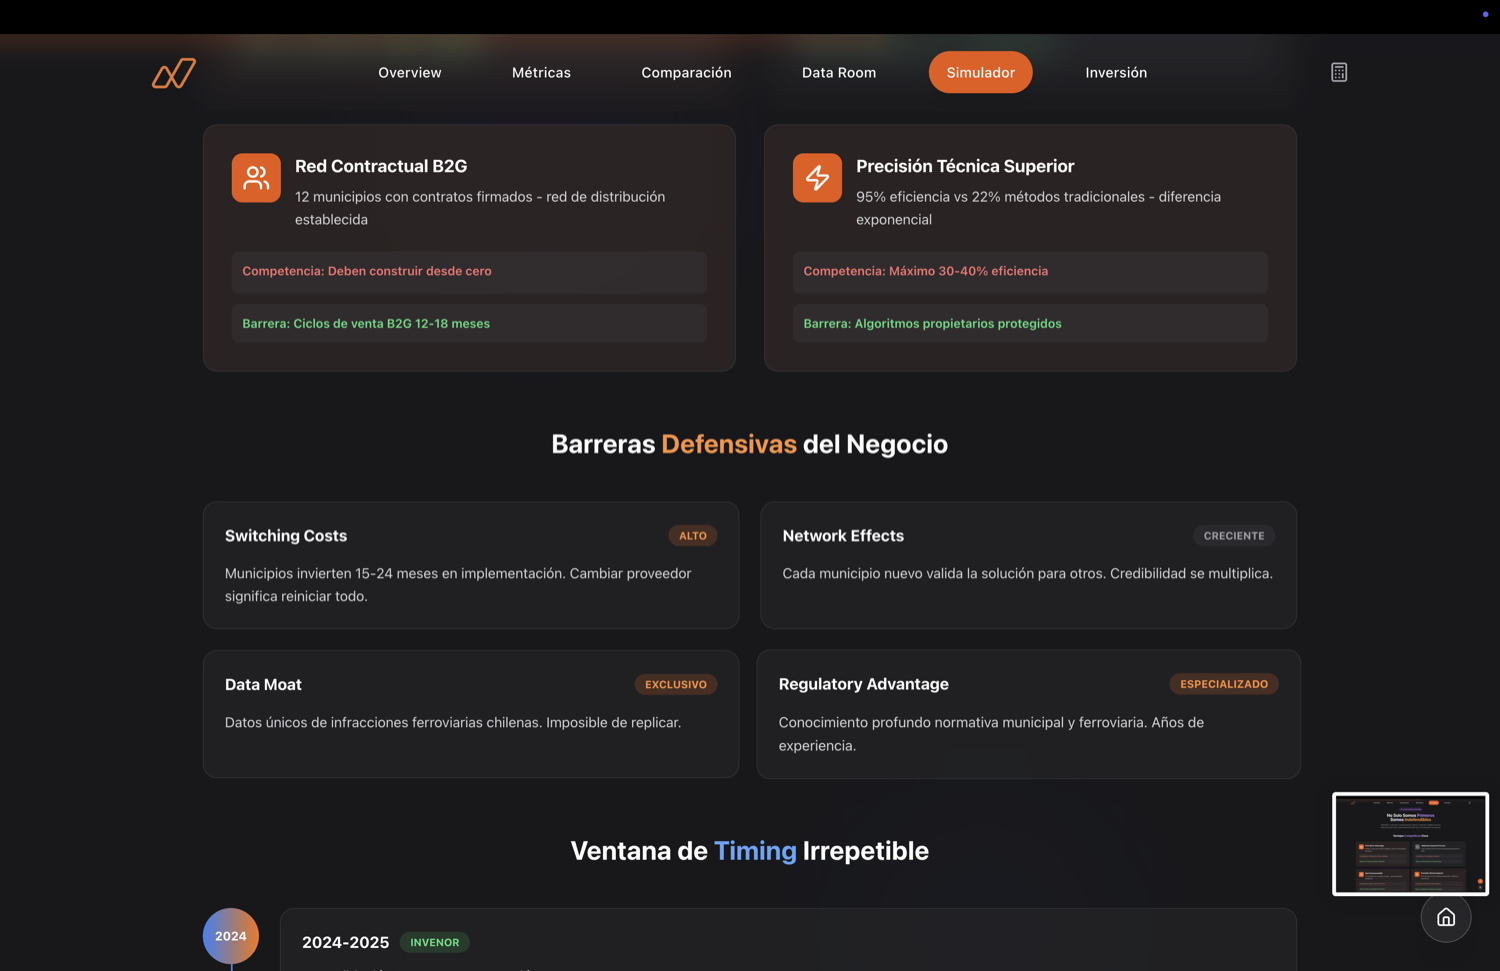 Overview
Métricas
Comparación
Data Room
Simulador
Inversión
Red Contractual B2G
12 municipios con contratos firmados - red de distribución
establecida
Competencia: Deben construir desde cero
Barrera: Ciclos de venta B2G 12-18 meses
Precisión Técnica Superior
95% eficiencia vs 22% métodos tradicionales - diferencia
exponencial
Competencia: Máximo 30-40% eficiencia
Barrera: Algoritmos propietarios protegidos
Barreras Defensivas del Negocio
Switching Costs
ALTO
Municipios invierten 15-24 meses en implementación. Cambiar proveedor
significa reiniciar todo.
Network Effects
CRECIENTE
Cada municipio nuevo valida la solución para otros. Credibilidad se multiplica.
Data Moat
EXCLUSIVO
Datos únicos de infracciones ferroviarias chilenas. Imposible de replicar.
Regulatory Advantage
ESPECIALIZADO
Conocimiento profundo normativa municipal y ferroviaria. Años de
experiencia.
Ventana de Timing Irrepetible
2024
2024-2025
INVENOR
No Solo Somos Primeros
Somos Indefendibles